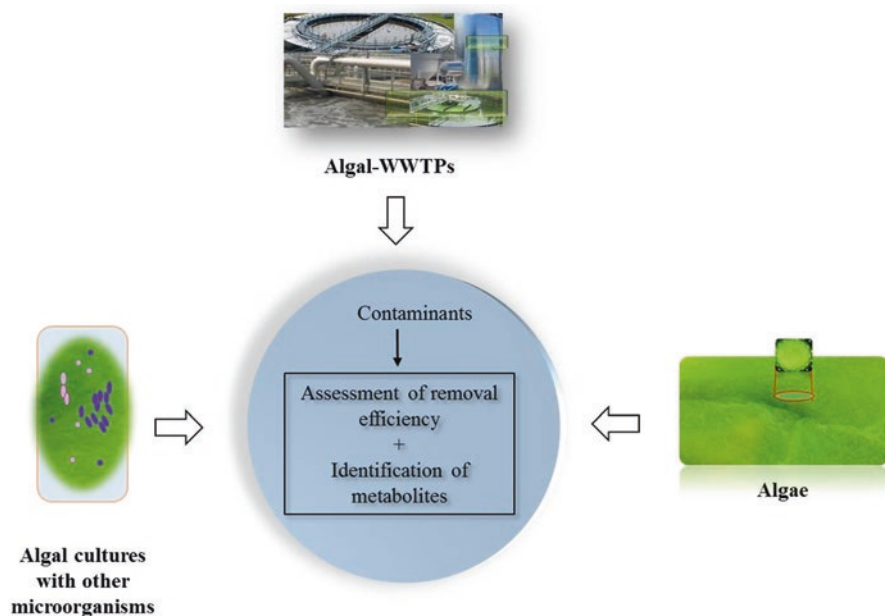 Algal-WWTPs
Contaminants
Assessment of removal
efficiency
+
Identification of
metabolites
Algae
Algal cultures
with other
microorganisms